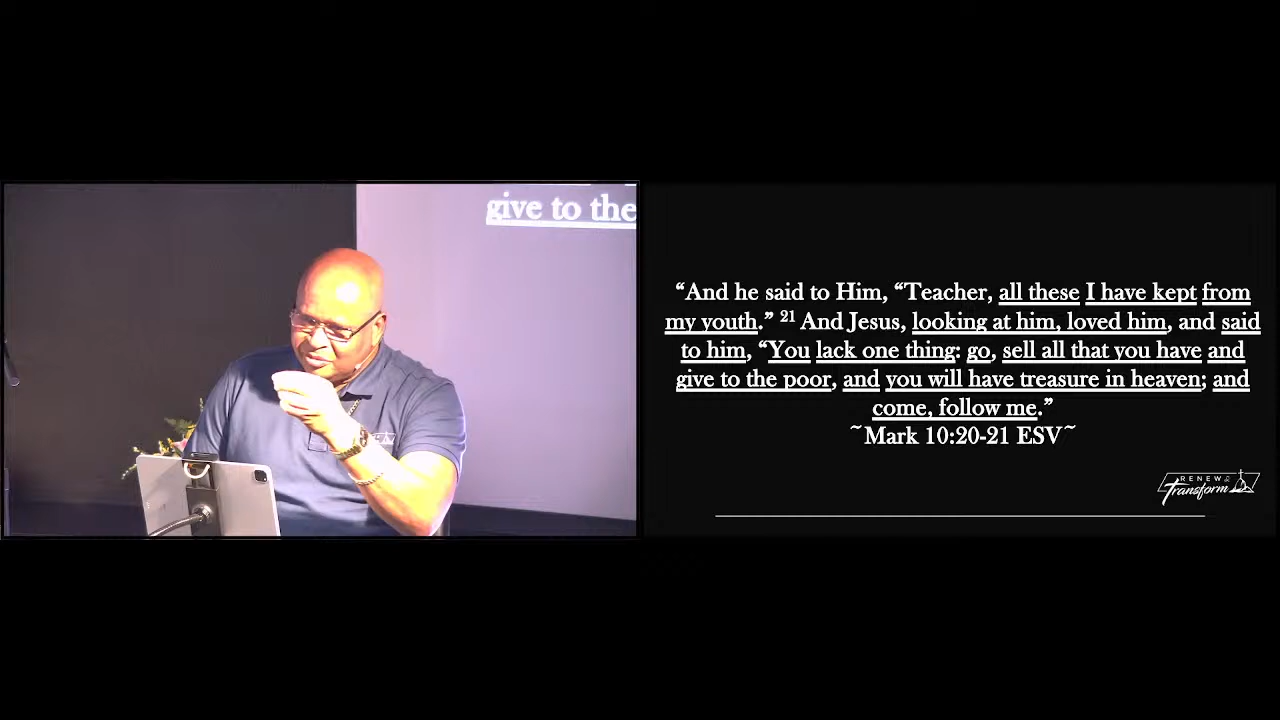 give to the
“And he said to Him, “Teacher, all these I have kept from
my youth.” 21 And Jesus, looking at him, loved him, and said
to him, “You lack one thing: go, sell all that you have and
give to the poor, and you will have treasure in heaven; and
come, follow me.”
~Mark 10:20-21 ESV~
RENEW &
Transform